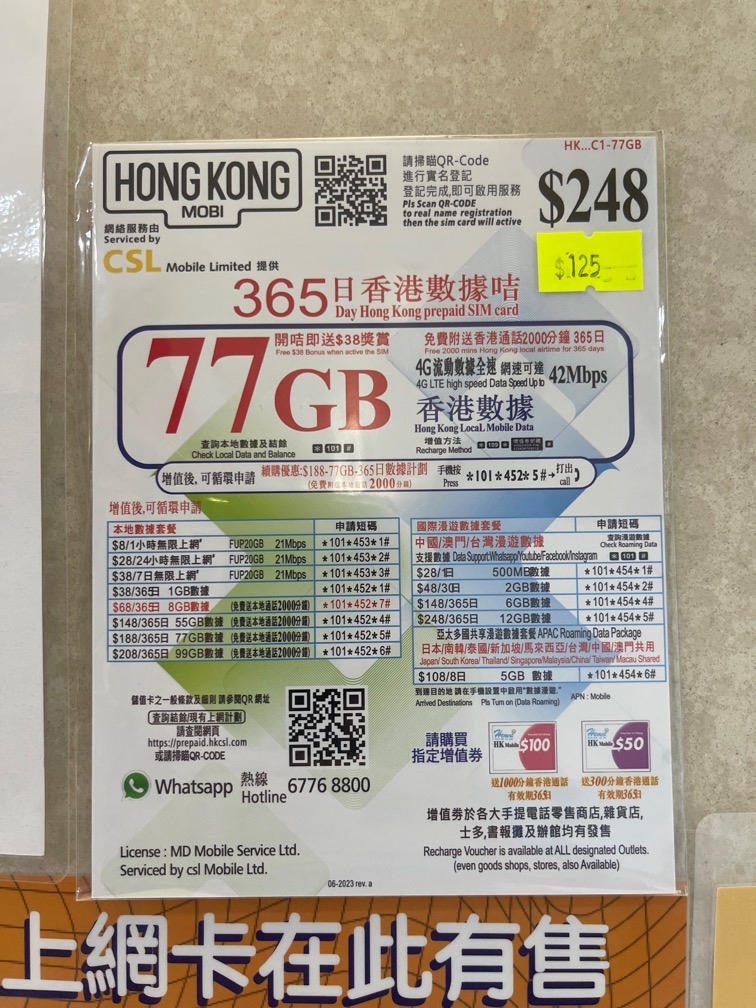 HK...C1-77GB
HONG KONG
MOBI
請掃瞄QR-Code
進行實名登記
登記完成,即可啟用服務
Pls Scan QR-CODE
to real name registration
then the sim card will active
$248
網絡服務由
Serviced by
CSL Mobile Limited 提供
$125
365日香港數據咭
Day Hong Kong prepaid SIM card
77GB
開咭即送$38獎賞
Free $38 Bonus when active the SIM
免費附送香港通話2000分鐘 365日
Free 2000 mins Hong Kong local airtime for 365 days
4G流動數據全速 網速可達 42Mbps
4G LTE high speed Data Speed Up to
香港數據
Hong Kong LocaL Mobile Data
查詢本地數據及結餘
Check Local Data and Balance
* 101 #
增值方法
Recharge Method
增值後,可循環申請
續購優惠:$188-77GB-365日數據計劃
(免費附送本地通話2000分鐘)
手機按
Press
*101*452*5#→
打出
call
增值後,可循環申請
本地數據套餐 申請短碼
$8/1小時無限上網* FUP20GB 21Mbps *101*453*1#
$28/24小時無限上網* FUP20GB 21Mbps *101*453*2#
$38/7日無限上網* FUP20GB 21Mbps *101*453*3#
$38/365日 1GB數據 *101*452*1#
$68/365日 8GB數據 (免費送本地通話2000分鐘) *101*452*7#
$148/365日 55GB數據 (免費送本地通話2000分鐘) *101*452*4#
$188/365日 77GB數據 (免費送本地通話2000分鐘) *101*452*5#
$208/365日 99GB數據 (免費送本地通話2000分鐘) *101*452*6#
國際漫遊數據套餐 申請短碼
中國/澳門/台灣漫遊數據
查詢漫遊數據
Check Roaming Data
支援數據 Data Support Whatsapp/Youtube/Facebook/Instagram * 101 #
$28/1日 500MB數據 *101*454*1#
$48/30日 2GB數據 *101*454*2#
$148/365日 6GB數據 *101*454*4#
$248/365日 12GB數據 *101*454*5#
亞太多國共享漫遊數據套餐 APAC Roaming Data Package
日本/南韓/泰國/新加坡/馬來西亞/台灣/中國/澳門共用
Japan/ South Korea/ Thailand/ Singapore/Malaysia/China/ Taiwan/ Macau Shared
$108/8日 5GB 數據 *101*454*6#
到達目的地 請在手機設置中啟用"數據漫遊."
Arrived Destinations Pls Turn on (Data Roaming)
APN : Mobile
儲值卡之一般條款及細則 請參閱QR 網址
查詢結餘/現有上網計劃
請查閱網頁
https://prepaid.hkcsl.com
或請掃瞄QR-CODE
Whatsapp 熱線
Hotline 6776 8800
請購買
指定增值券
HK Mobile $100
HK Mobile $50
送1000分鐘香港通話
有效期365日
送300分鐘香港通話
有效期365日
增值券於各大手提電話零售商店,雜貨店,
士多,書報攤及辦館均有發售
Recharge Voucher is available at ALL designated Outlets.
(even goods shops, stores, also Available)
License : MD Mobile Service Ltd.
Serviced by csl Mobile Ltd.
06-2023 rev. a
上網卡在此有售